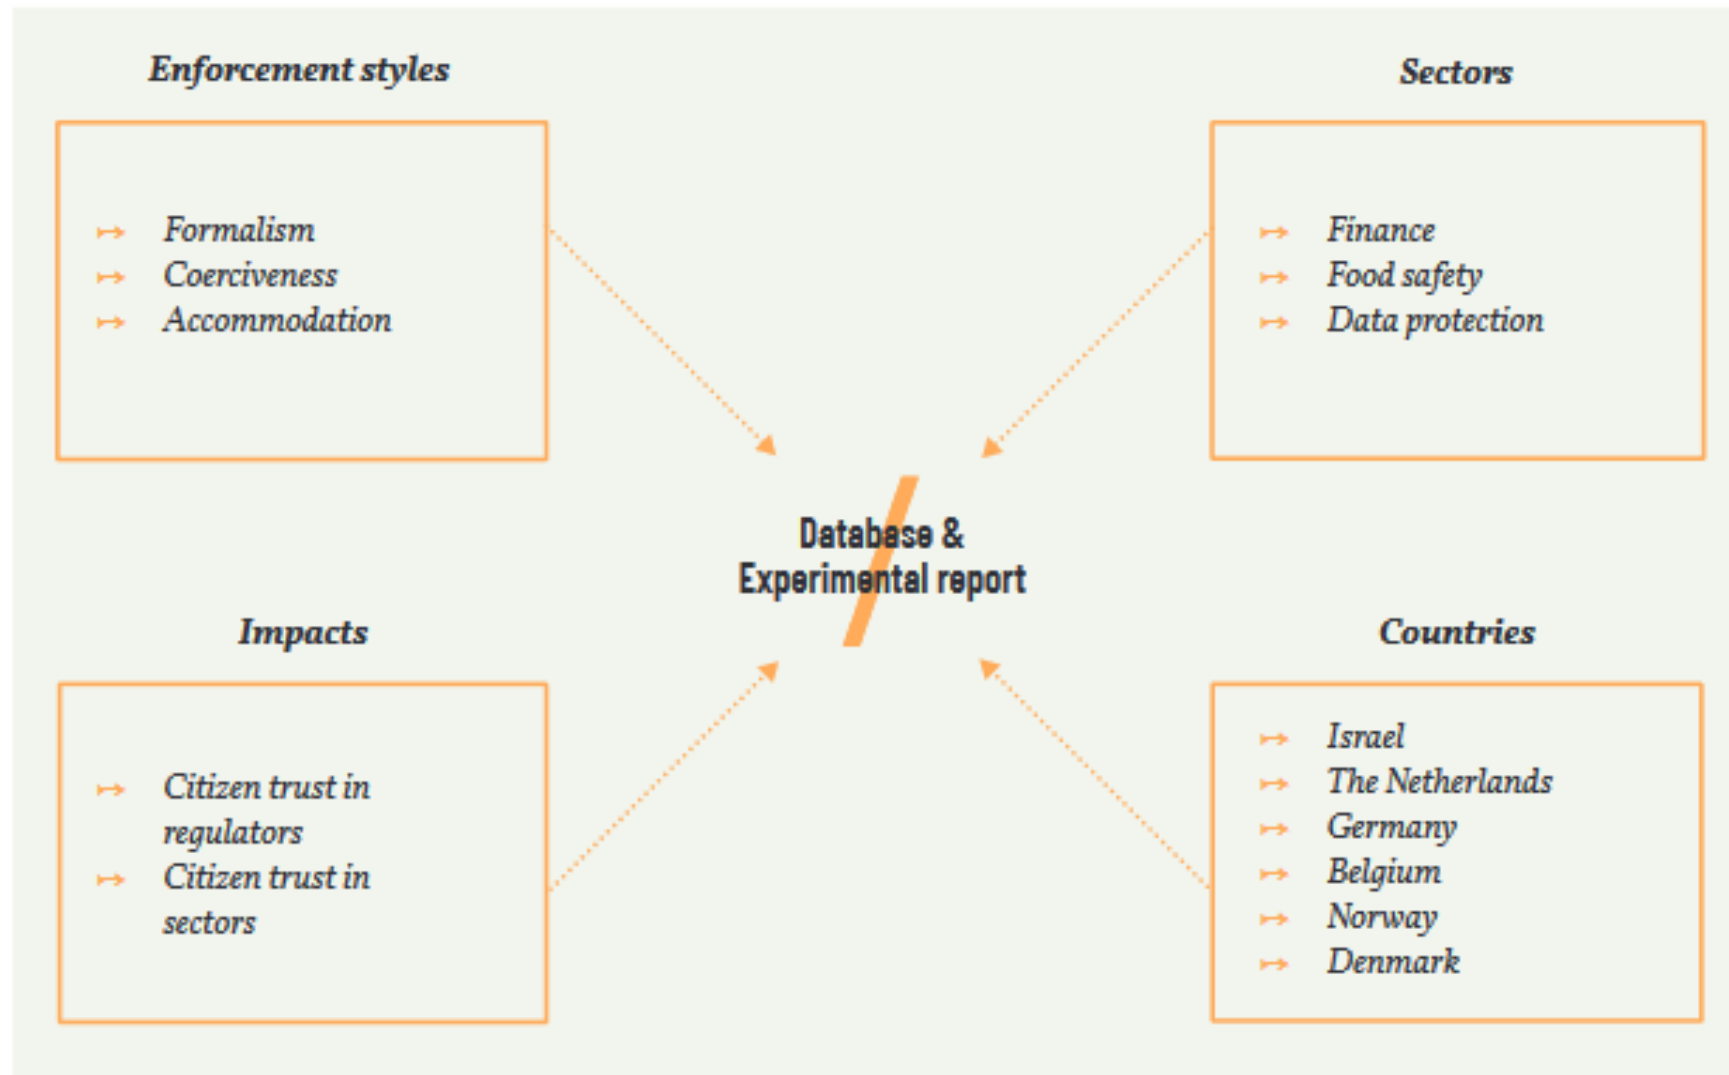 Enforcement styles
Formalism
Coerciveness
Accommodation
Sectors
Finance
Food safety
Data protection
Database &
Experimental report
Impacts
Citizen trust in
regulators
Citizen trust in
sectors
Countries
Israel
The Netherlands
Germany
Belgium
Norway
Denmark